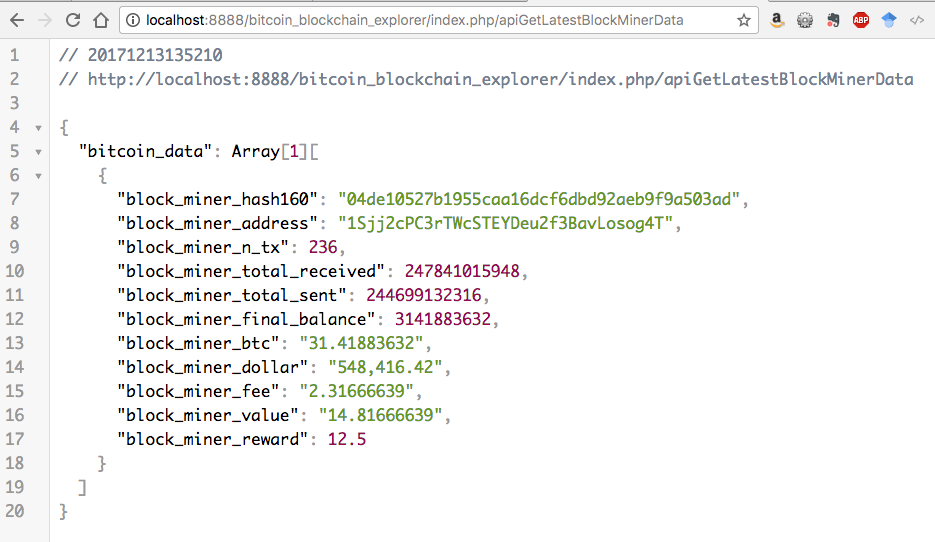 localhost:8888/bitcoin_blockchain_explorer/index.php/apiGetLatestBlockMinerData
a
ABP
</>
1 // 20171213135210
2 // http://localhost:8888/bitcoin_blockchain_explorer/index.php/apiGetLatestBlockMinerData
3
4 {
5 "bitcoin_data": Array[1][
6 {
7 "block_miner_hash160": "04de10527b1955caa16dcf6dbd92aeb9f9a503ad",
8 "block_miner_address": "1Sjj2cPC3rTWcSTEYDeu2f3BavLosog4T",
9 "block_miner_n_tx": 236,
10 "block_miner_total_received": 247841015948,
11 "block_miner_total_sent": 244699132316,
12 "block_miner_final_balance": 3141883632,
13 "block_miner_btc": "31.41883632",
14 "block_miner_dollar": "548,416.42",
15 "block_miner_fee": "2.31666639",
16 "block_miner_value": "14.81666639",
17 "block_miner_reward": 12.5
18 }
19 ]
20 }